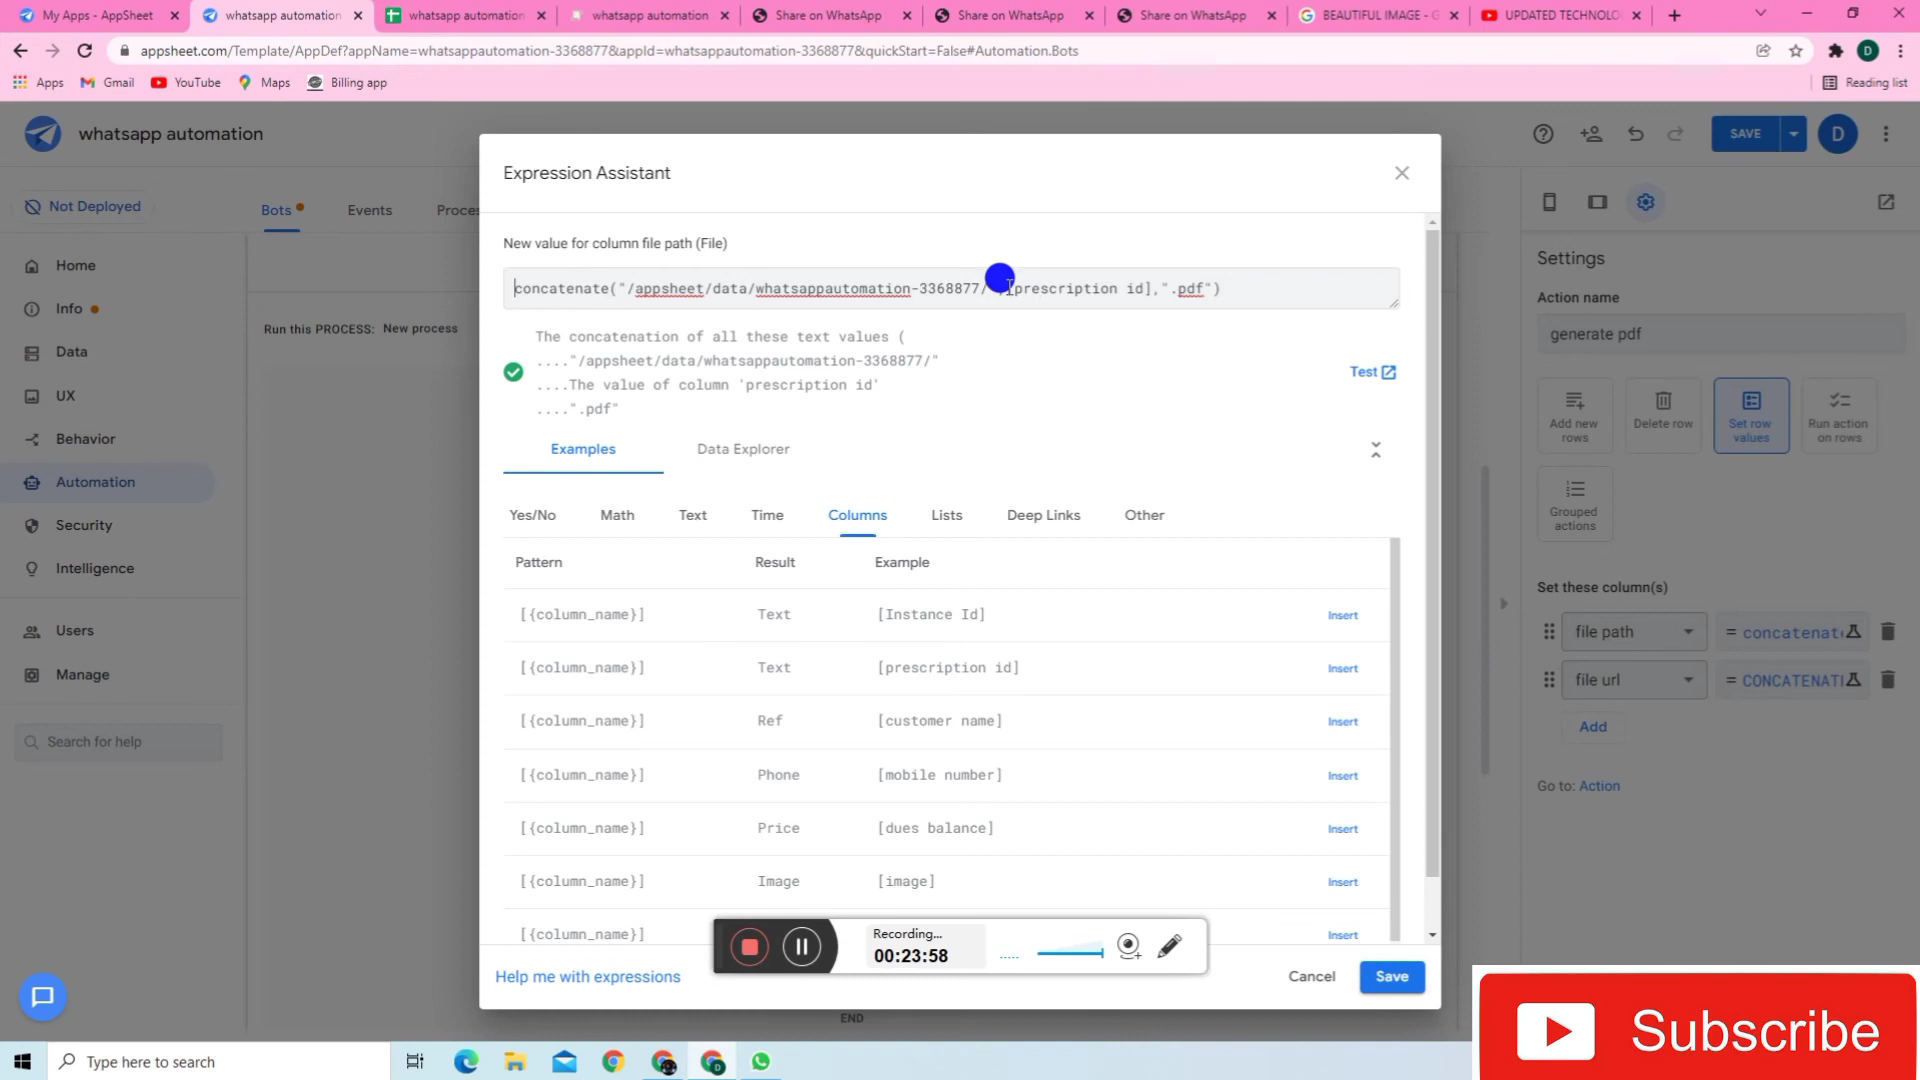 My Apps - AppSheet
whatsapp automation
whatsapp automation
whatsapp automation
Share on WhatsApp
Share on WhatsApp
Share on WhatsApp
BEAUTIFUL IMAGE - G
UPDATED TECHNOLO
appsheet.com/Template/AppDef?appName=whatsappautomation-3368877&appId=whatsappautomation-3368877&quickStart=False#Automation.Bots
D
Apps
Gmail
YouTube
Maps
Billing app
Reading list
whatsapp automation
SAVE
D
Not Deployed
Bots
Events
Proces
Home
Info
Data
UX
Behavior
Automation
Security
Intelligence
Users
Manage
Search for help
Run this PROCESS: New process
Expression Assistant
New value for column file path (File)
concatenate("/appsheet/data/whatsappautomation-3368877/",[prescription id],".pdf")
The concatenation of all these text values (
...."/appsheet/data/whatsappautomation-3368877/"
....The value of column 'prescription id'
....".pdf"
Test
Examples
Data Explorer
Yes/No
Math
Text
Time
Columns
Lists
Deep Links
Other
Pattern Result Example
[{column_name}] Text [Instance Id] Insert
[{column_name}] Text [prescription id] Insert
[{column_name}] Ref [customer name] Insert
[{column_name}] Phone [mobile number] Insert
[{column_name}] Price [dues balance] Insert
[{column_name}] Image [image] Insert
[{column_name}] Insert
Recording...
00:23:58
Help me with expressions
Cancel
Save
END
Settings
Action name
generate pdf
Add new rows
Delete row
Set row values
Run action on rows
Grouped actions
Set these column(s)
file path = concatenat
file url = CONCATENATI
Add
Go to: Action
Subscribe
Type here to search